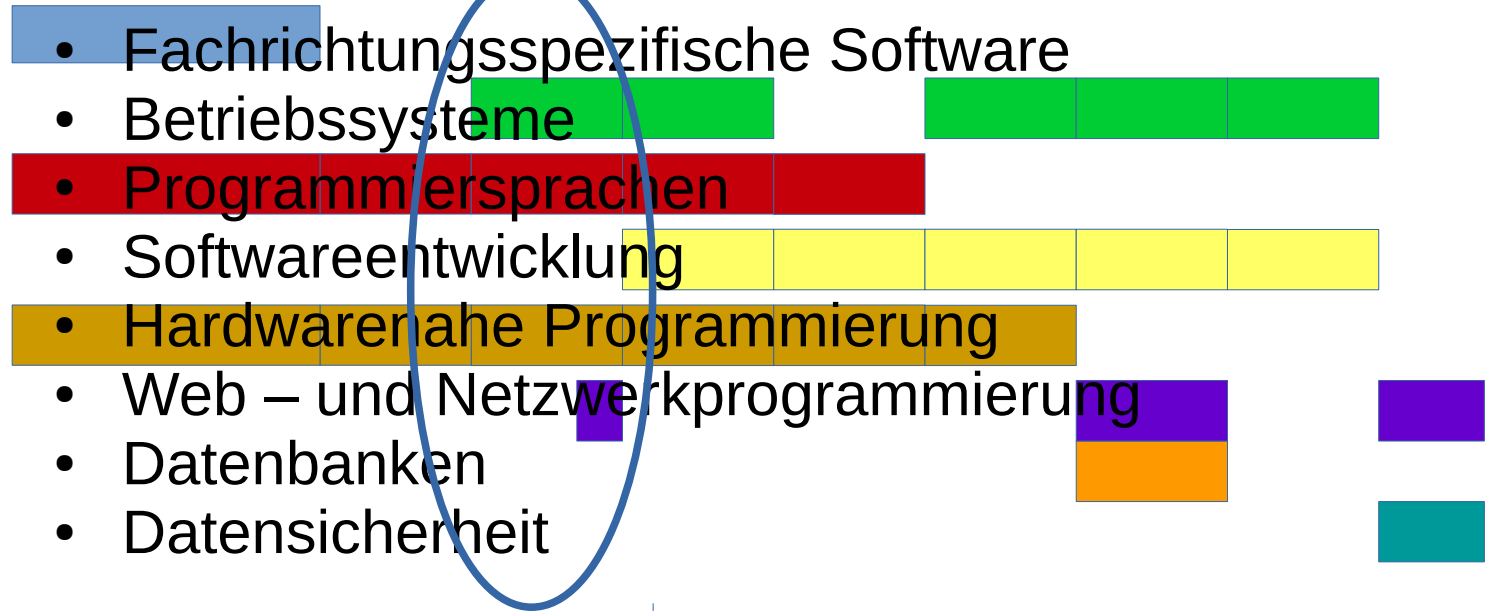 • Fachrichtungsspezifische Software
• Betriebssysteme
• Programmiersprachen
• Softwareentwicklung
• Hardwarenahe Programmierung
• Web – und Netzwerkprogrammierung
• Datenbanken
• Datensicherheit